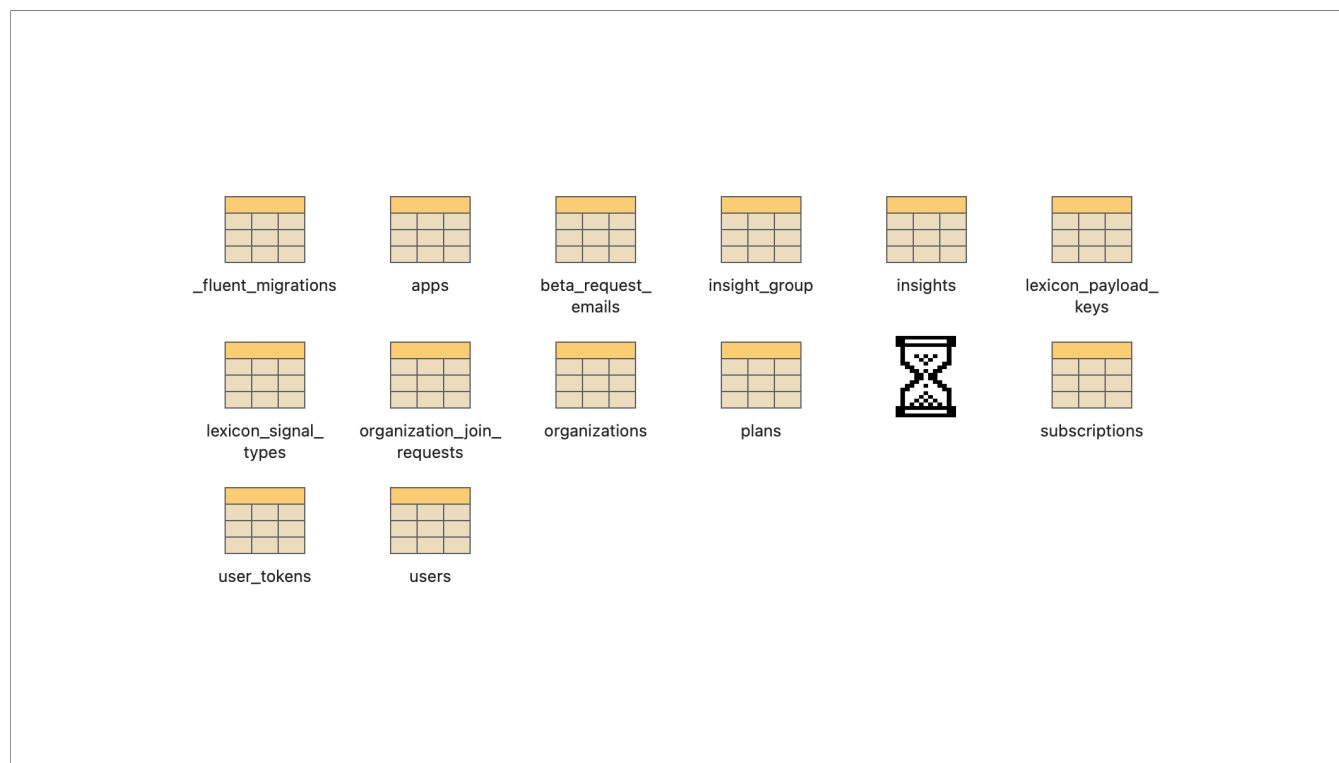 _fluent_migrations
apps
beta_request_
emails
insight_group
insights
lexicon_payload_
keys
lexicon_signal_
types
organization_join_
requests
organizations
plans
subscriptions
user_tokens
users